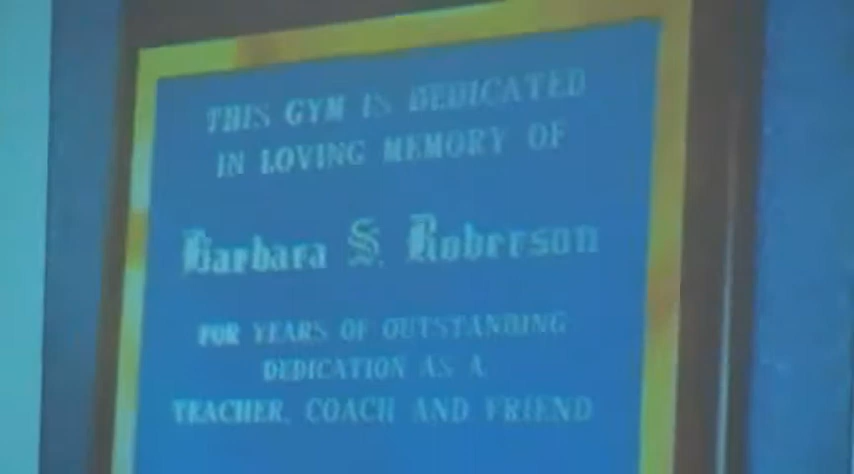 THIS GYM IS DEDICATED
IN LOVING MEMORY OF
Barbara S. Roberson
FOR YEARS OF OUTSTANDING
DEDICATION AS A
TEACHER, COACH AND FRIEND